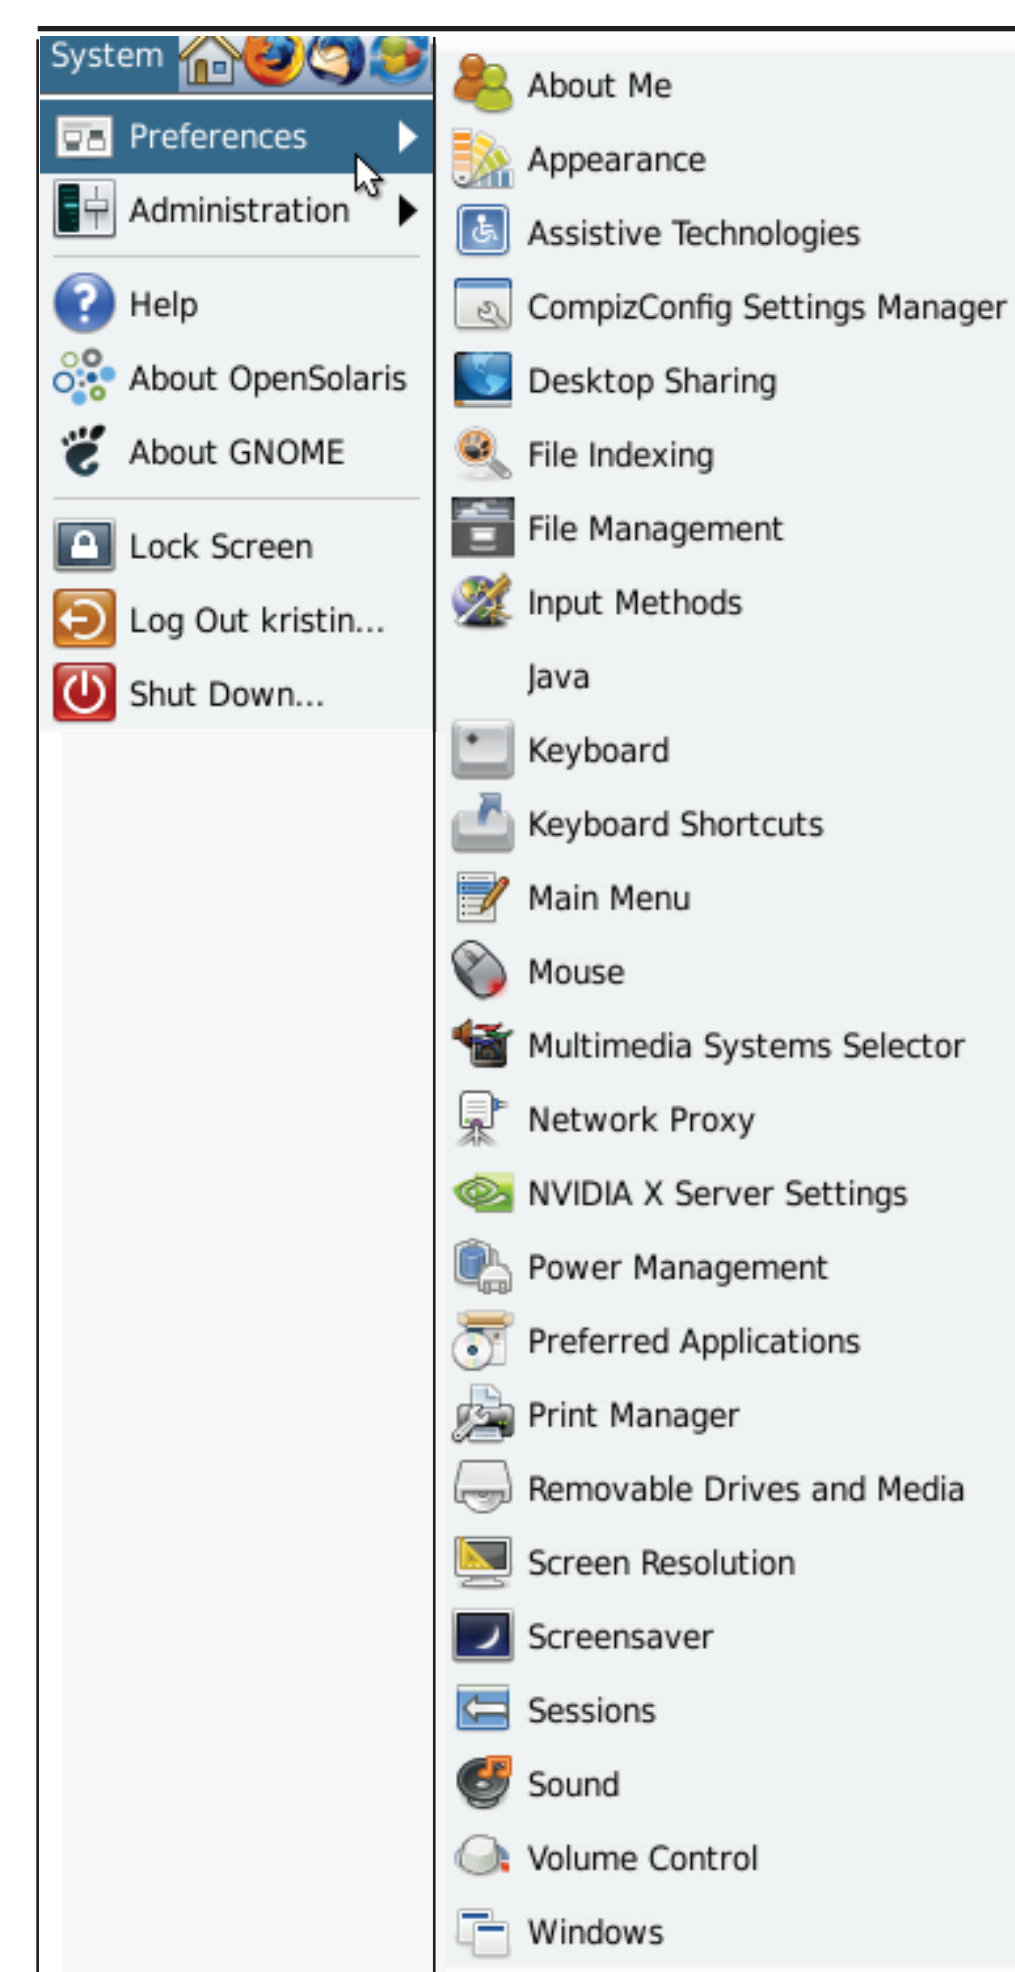 System
Preferences
Administration
Help
About OpenSolaris
About GNOME
Lock Screen
Log Out kristin...
Shut Down...
About Me
Appearance
Assistive Technologies
CompizConfig Settings Manager
Desktop Sharing
File Indexing
File Management
Input Methods
Java
Keyboard
Keyboard Shortcuts
Main Menu
Mouse
Multimedia Systems Selector
Network Proxy
NVIDIA X Server Settings
Power Management
Preferred Applications
Print Manager
Removable Drives and Media
Screen Resolution
Screensaver
Sessions
Sound
Volume Control
Windows